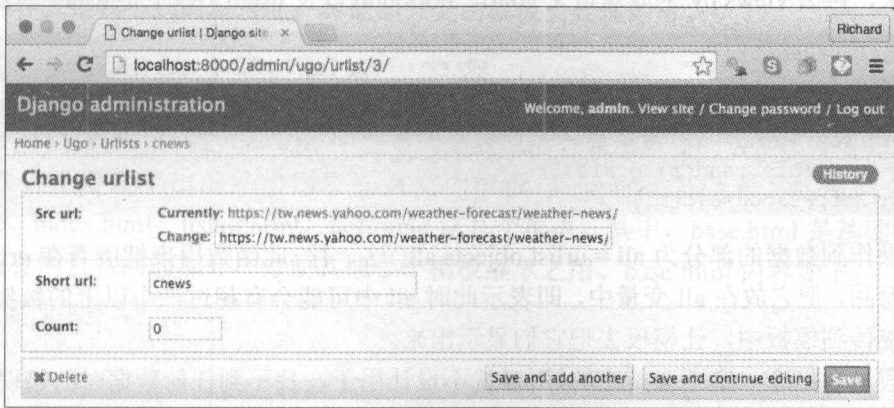 Change urlist | Django site
Richard
localhost:8000/admin/ugo/urlist/3/
Django administration
Welcome, admin. View site / Change password / Log out
Home › Ugo › Urlists › cnews
Change urlist
History
Src url:
Currently: https://tw.news.yahoo.com/weather-forecast/weather-news/
Change: https://tw.news.yahoo.com/weather-forecast/weather-news/
Short url:
cnews
Count:
0
Delete
Save and add another
Save and continue editing
Save